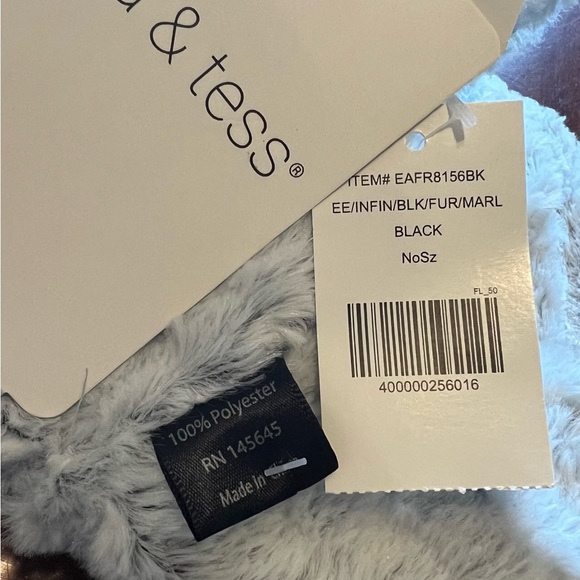 & tess®
ITEM# EAFR8156BK
EE/INFIN/BLK/FUR/MARL
BLACK
NoSz
FL_50
400000256016
100% Polyester
RN 145645
Made in